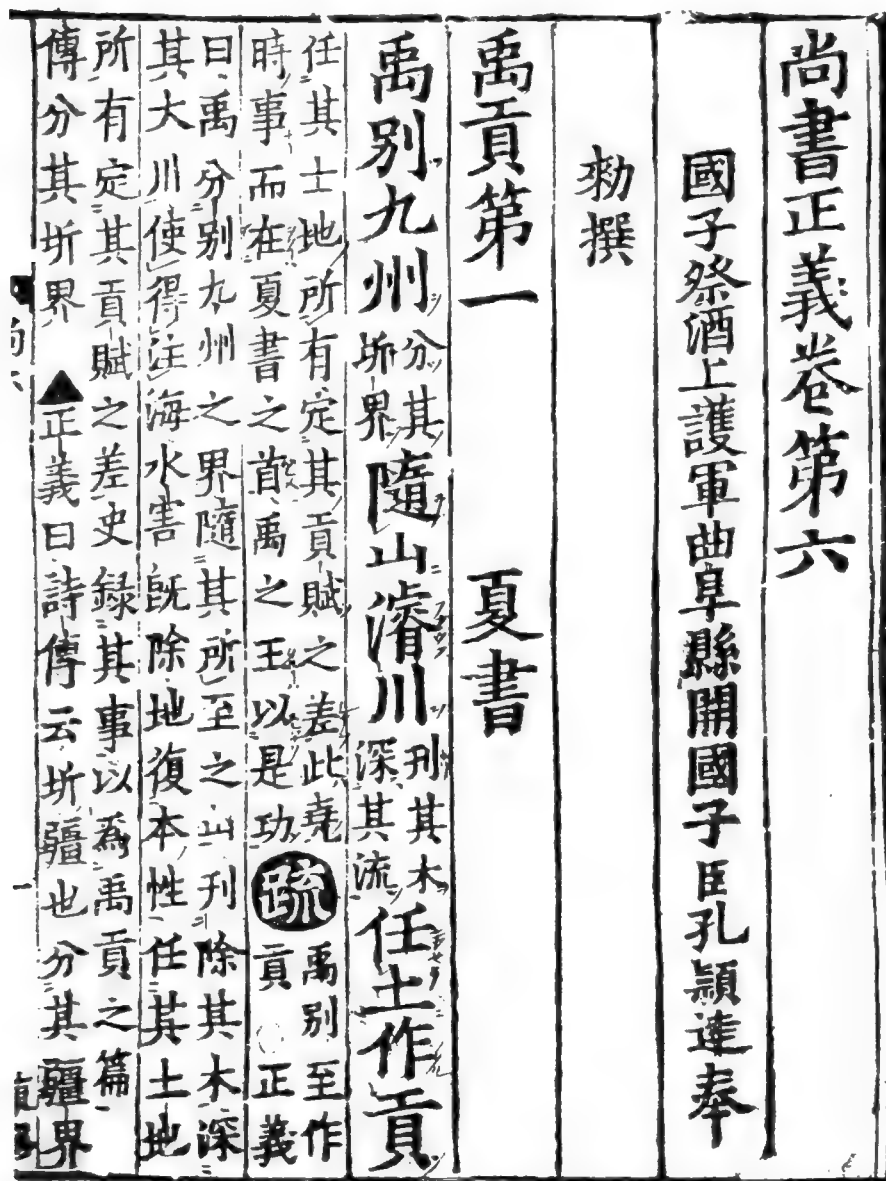 尚書正義卷第六
國子祭酒上護軍曲阜縣開國子臣孔穎達奉
勑撰
禹貢第一 夏書
禹別九州分其圻界隨山濬川刊其木深其流任土作貢
任其土地所有定其貢賦之差此堯
時事而在夏書之首禹之王以是功
疏
禹別至作
貢 正義
曰禹分別九州之界隨其所至之山刊除其木深
其大川使得注海水害旣除地復本性任其土地
所有定其貢賦之差史錄其事以爲禹貢之篇
傳分其圻界 ▲正義曰詩傳云圻疆也分其疆界